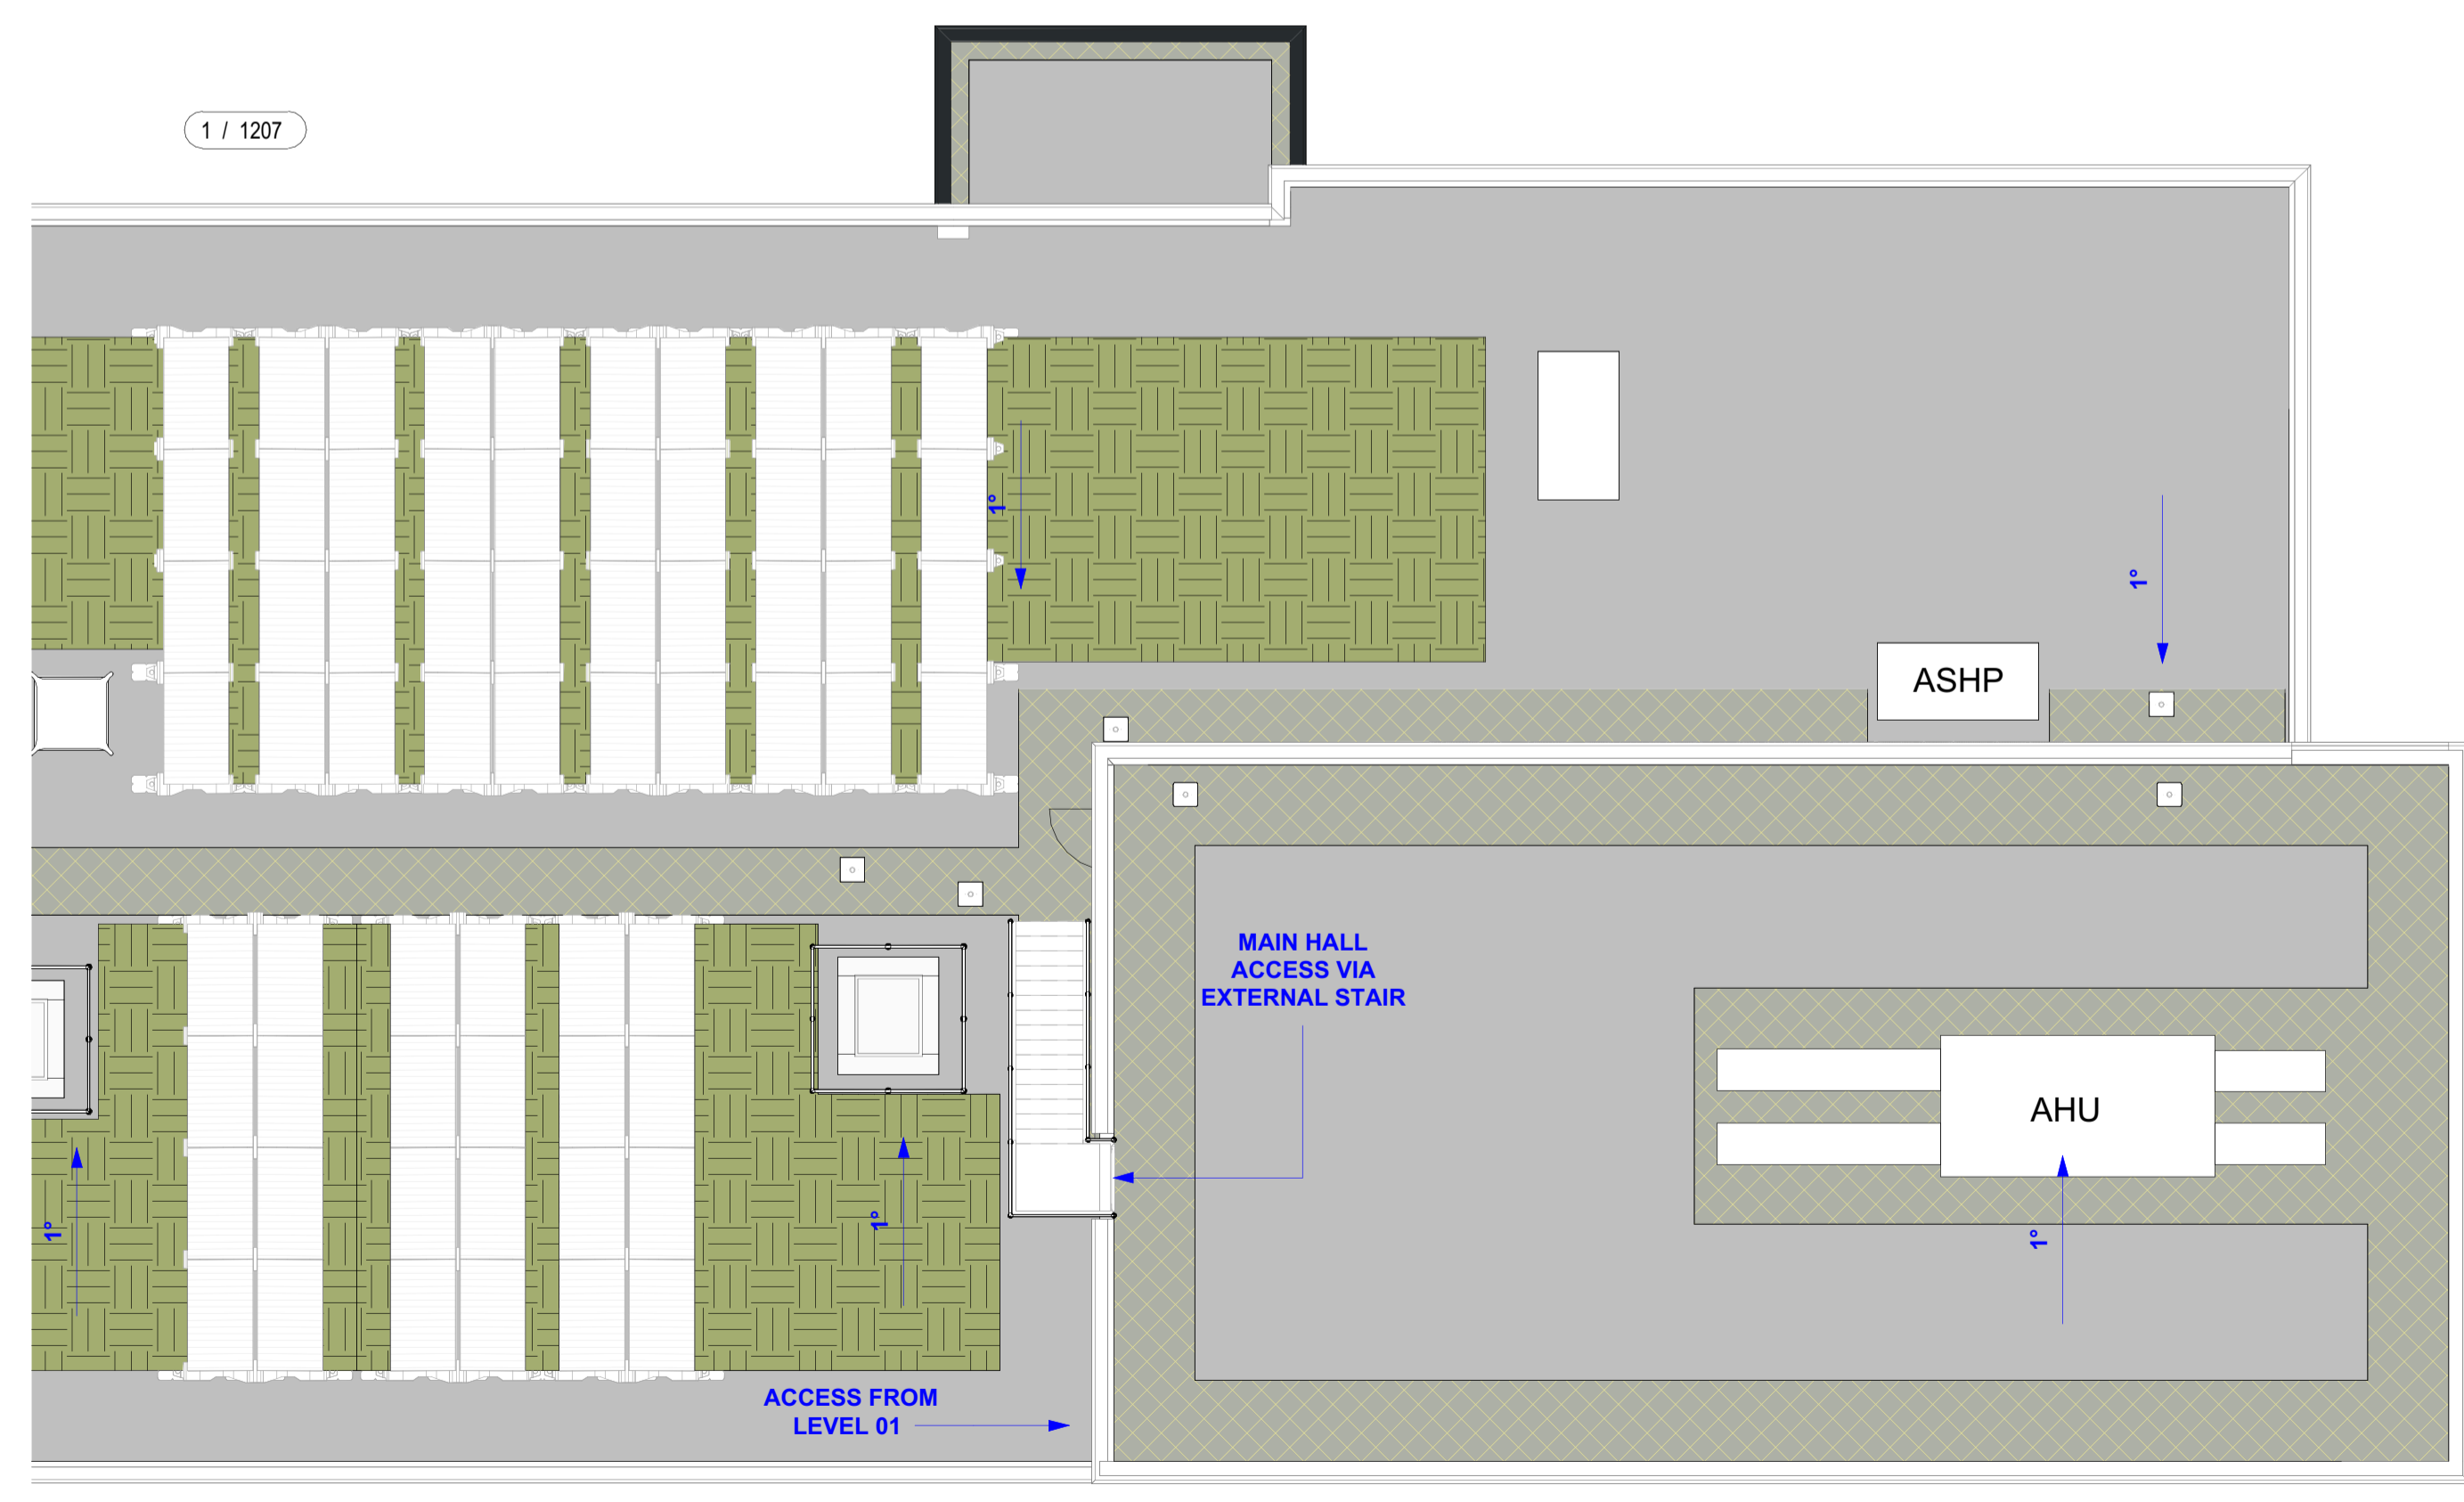 1 / 1207
1°
1°
ASHP
MAIN HALL
ACCESS VIA
EXTERNAL STAIR
AHU
1°
1°
1°
ACCESS FROM
LEVEL 01